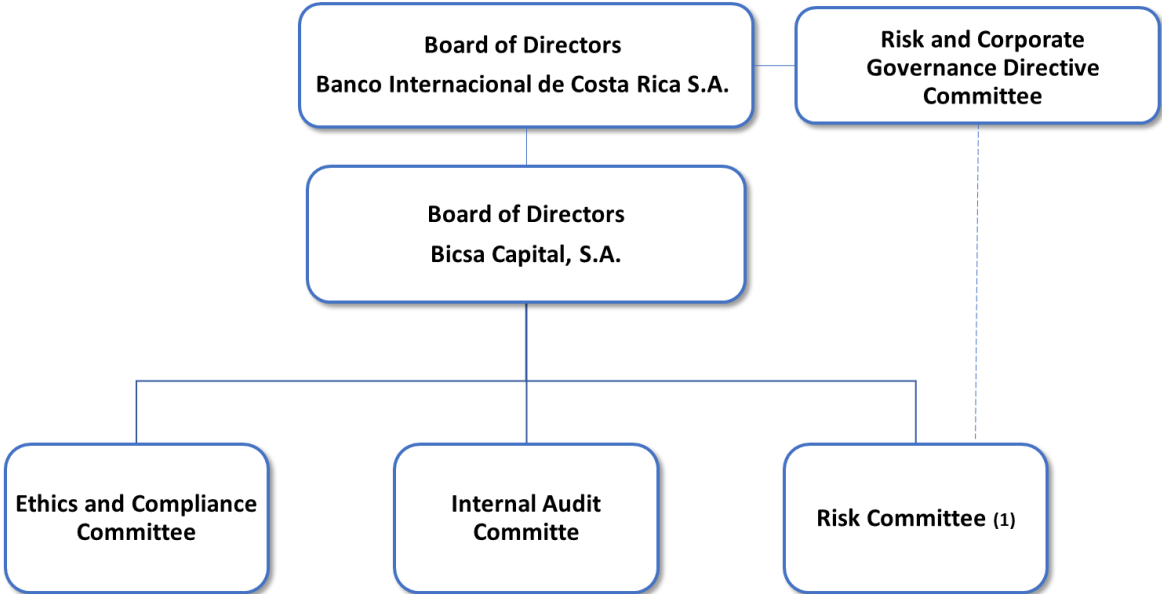 Board of Directors
Banco Internacional de Costa Rica S.A.
Risk and Corporate
Governance Directive
Committee
Board of Directors
Bicsa Capital, S.A.
Ethics and Compliance
Committee
Internal Audit
Committe
Risk Committee (1)